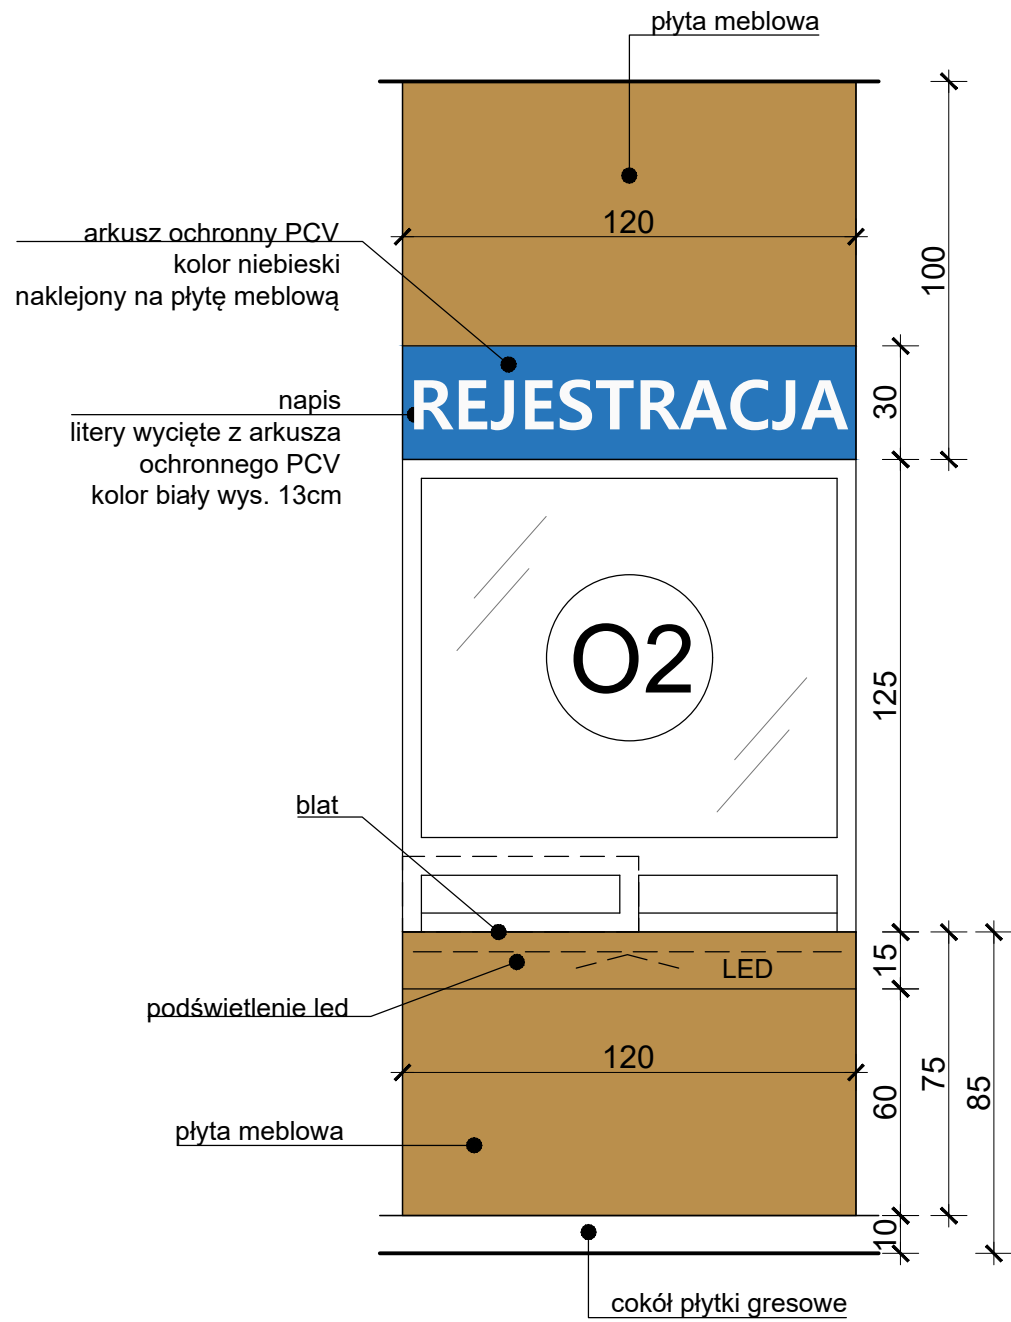 płyta meblowa
120
arkusz ochronny PCV
kolor niebieski
naklejony na płytę meblową
100
REJESTRACJA
30
napis
litery wycięte z arkusza
ochronnego PCV
kolor biały wys. 13cm
O2
125
blat
LED
15
podświetlenie led
120
75
85
60
płyta meblowa
10
cokół płytki gresowe